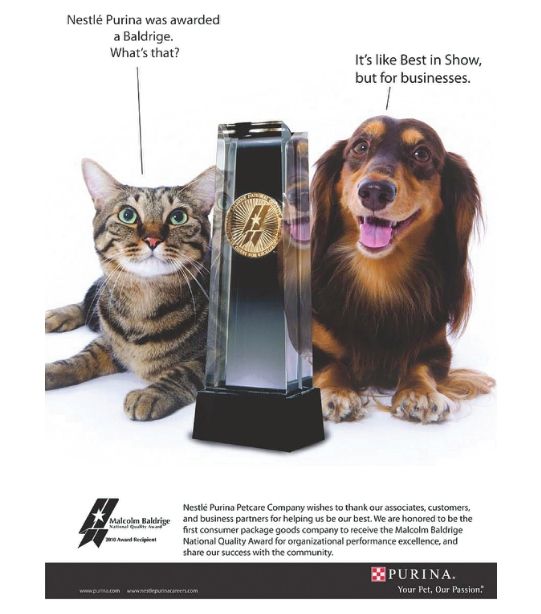 Nestlé Purina was awarded
a Baldrige.
What's that?
It's like Best in Show,
but for businesses.
Malcolm Baldrige
National Quality Award
2010 Award Recipient
Nestlé Purina Petcare Company wishes to thank our associates, customers,
and business partners for helping us be our best. We are honored to be the
first consumer package goods company to receive the Malcolm Baldrige
National Quality Award for organizational performance excellence, and
share our success with the community.
www.purina.com www.nestlepurinacareers.com
PURINA®
Your Pet, Our Passion.®